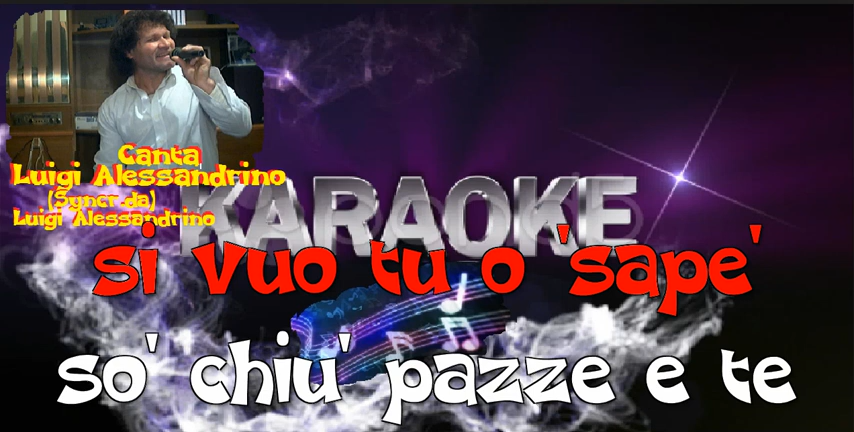 Canta
Luigi Alessandrino
(Syncr.da)
Luigi Alessandrino
KARAOKE
si vuo tu o 'sape'
so' chiu' pazze e te